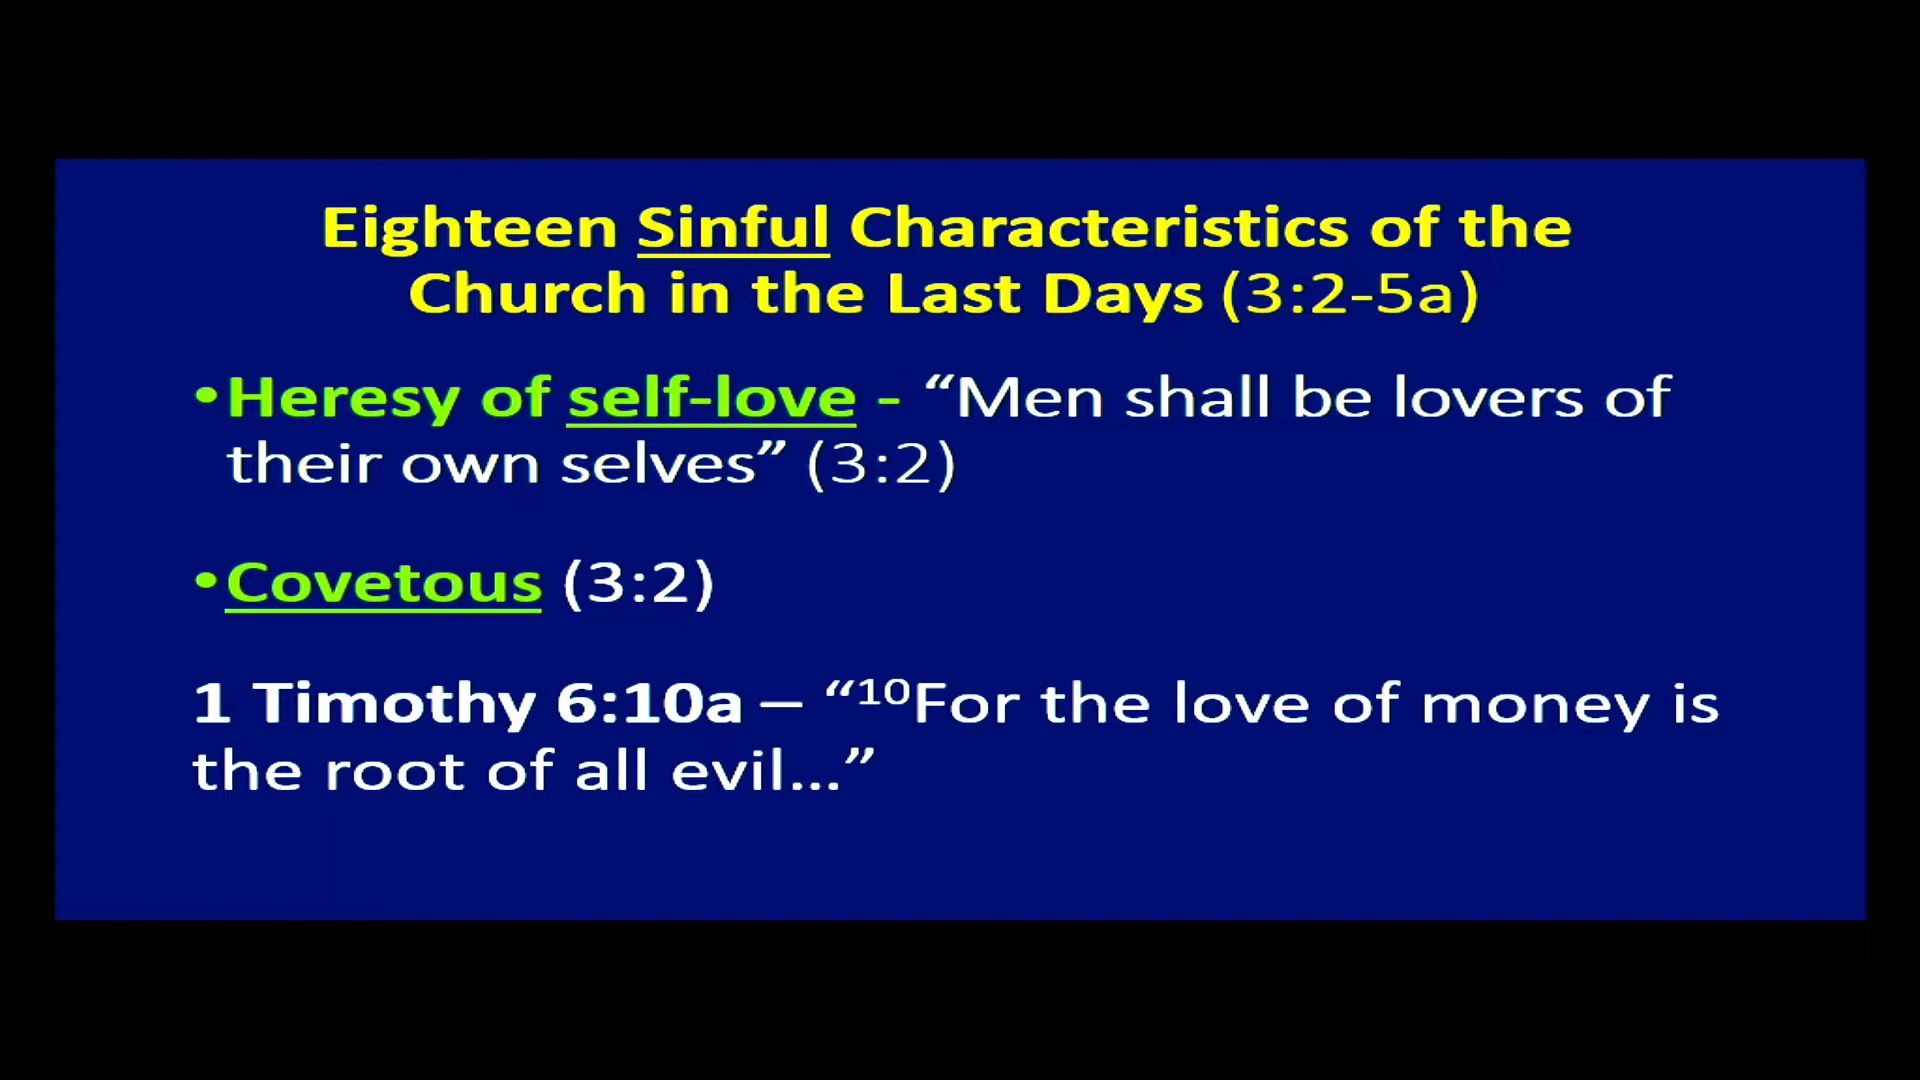 Eighteen Sinful Characteristics of the
Church in the Last Days (3:2-5a)
•Heresy of self-love - “Men shall be lovers of
their own selves” (3:2)
•Covetous (3:2)
1 Timothy 6:10a – “¹⁰For the love of money is
the root of all evil…”